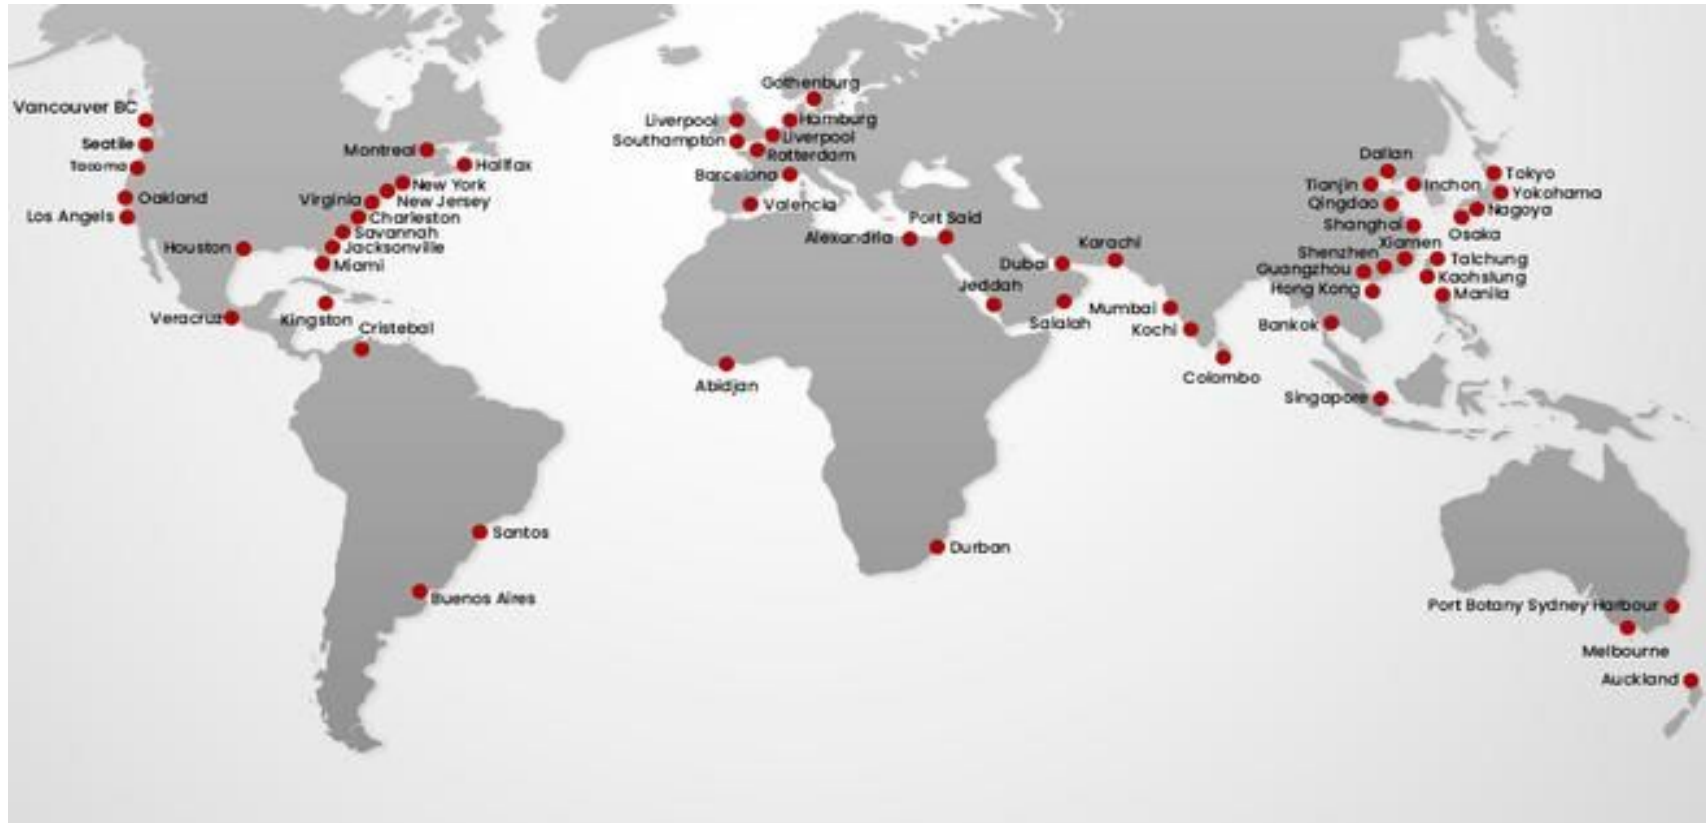 Gothenburg
Vancouver BC
Liverpool
Hamburg
Seatile
Southampton
Liverpool
Montreal
Rotterdam
Dalian
Tacoma
Halifax
Barcelona
Tokyo
New York
Tianjin
Inchon
Oakland
Virginia
New Jersey
Yokohama
Valencia
Qingdao
Nagoya
Los Angels
Charleston
Port Said
Shanghai
Savannah
Alexandria
Osaka
Houston
Jacksonville
Karachi
Xiamen
Shenzhen
Miami
Dubai
Talchung
Guangzhou
Kaohslung
Jeddah
Hong Kong
Manila
Veracruz
Kingston
Mumbai
Cristebal
Salalah
Kochi
Bankok
Abidjan
Colombo
Singapore
Santos
Durban
Buenos Aires
Port Botany Sydney Harbour
Melbourne
Auckland